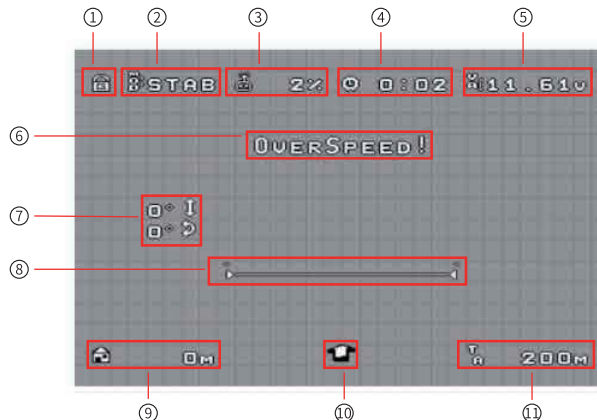 ① ② ③ ④ ⑤
STAB 2% 0:02 11.61v
⑥ OVERSPEED!
⑦ 0°
0°
⑧
0M TA 200M
⑨ ⑩ ⑪